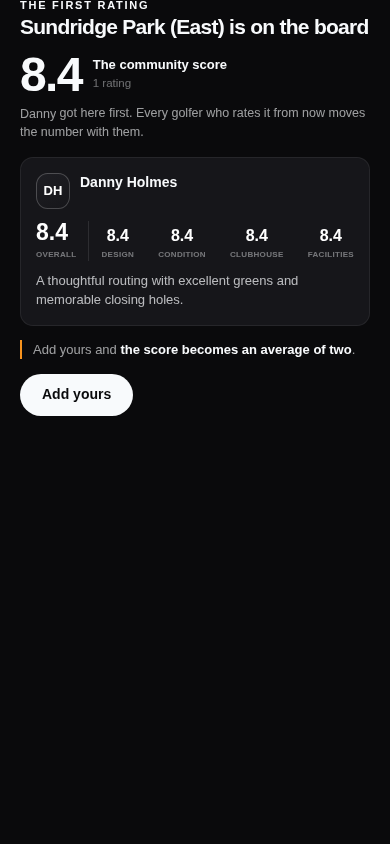 THE FIRST RATING
Sundridge Park (East) is on the board
8.4
The community score
1 rating
Danny got here first. Every golfer who rates it from now moves
the number with them.
DH
Danny Holmes
8.4 8.4 8.4 8.4 8.4
OVERALL DESIGN CONDITION CLUBHOUSE FACILITIES
A thoughtful routing with excellent greens and
memorable closing holes.
Add yours and the score becomes an average of two.
Add yours